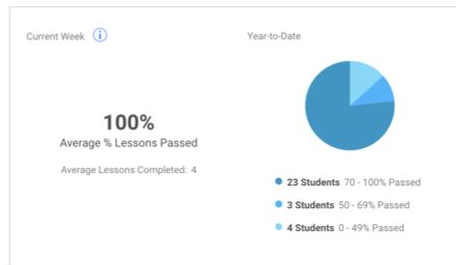 Current Week
100%
Average % Lessons Passed
Average Lessons Completed: 4
Year-to-Date
23 Students 70 - 100% Passed
3 Students 50 - 69% Passed
4 Students 0 - 49% Passed